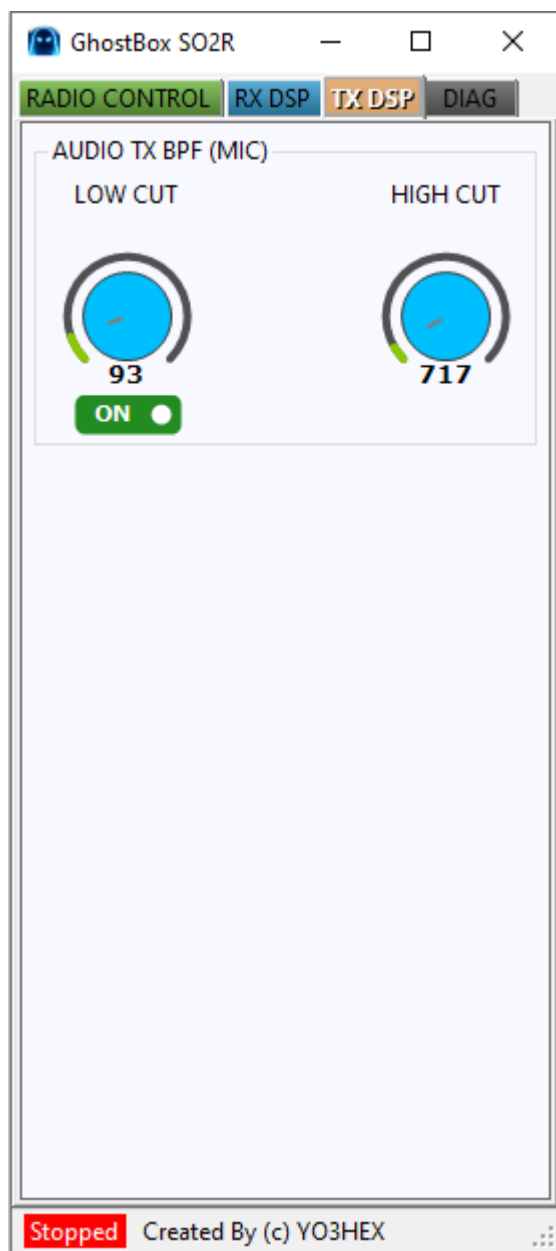 GhostBox SO2R
RADIO CONTROL RX DSP TX DSP DIAG
AUDIO TX BPF (MIC)
LOW CUT HIGH CUT
93 717
ON
Stopped Created By (c) YO3HEX